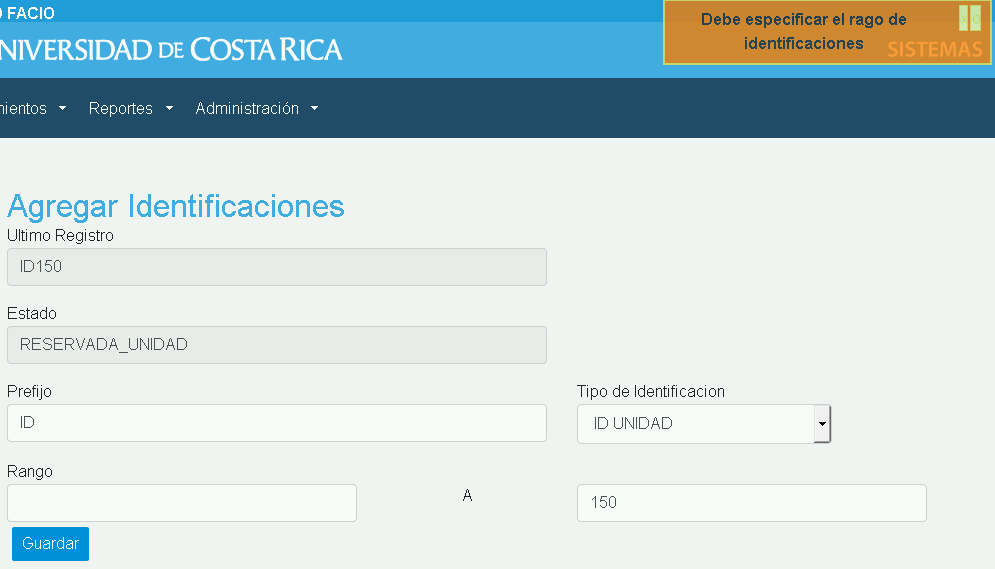 O FACIO
NIVERSIDAD DE COSTA RICA
Debe especificar el rago de
identificaciones
SISTEMAS
mientos
Reportes
Administración
Agregar Identificaciones
Ultimo Registro
ID150
Estado
RESERVADA_UNIDAD
Prefijo
Tipo de Identificacion
ID
ID UNIDAD
Rango
A
150
Guardar